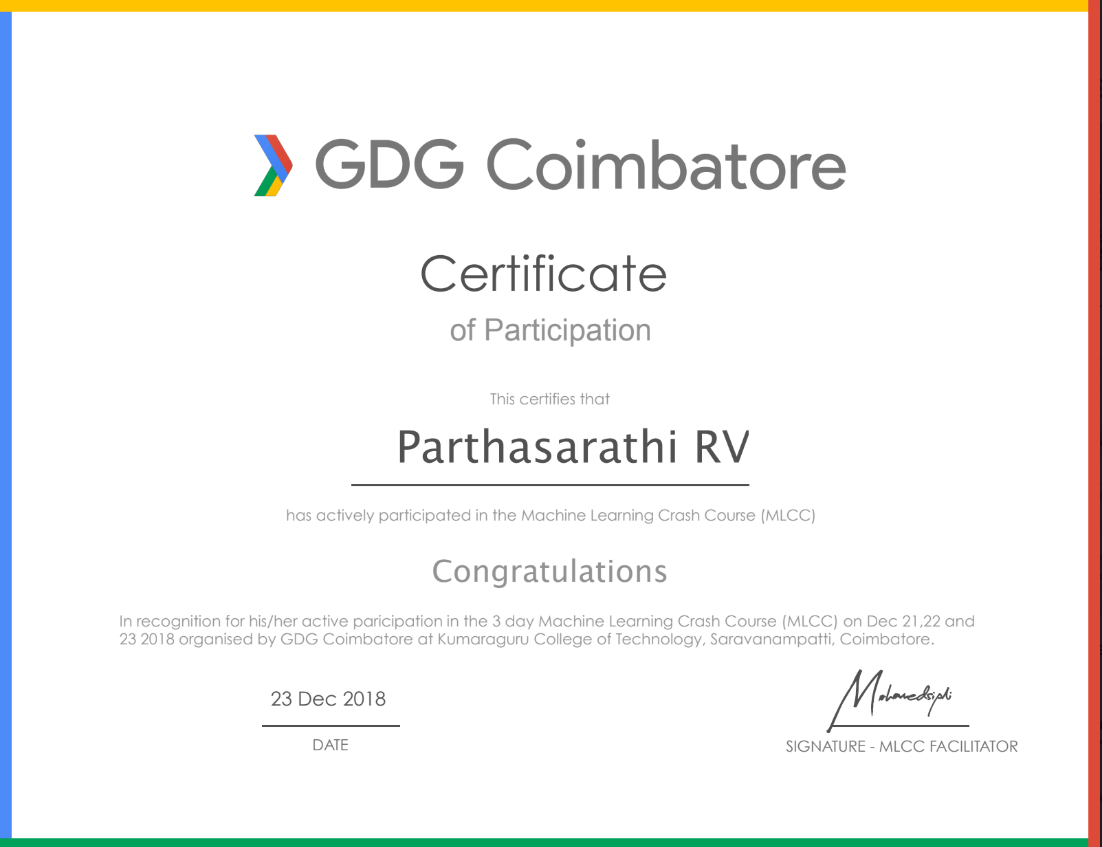 GDG Coimbatore
Certificate
of Participation
This certifies that
Parthasarathi RV
has actively participated in the Machine Learning Crash Course (MLCC)
Congratulations
In recognition for his/her active paricipation in the 3 day Machine Learning Crash Course (MLCC) on Dec 21,22 and
23 2018 organised by GDG Coimbatore at Kumaraguru College of Technology, Saravanampatti, Coimbatore.
23 Dec 2018
DATE
SIGNATURE - MLCC FACILITATOR